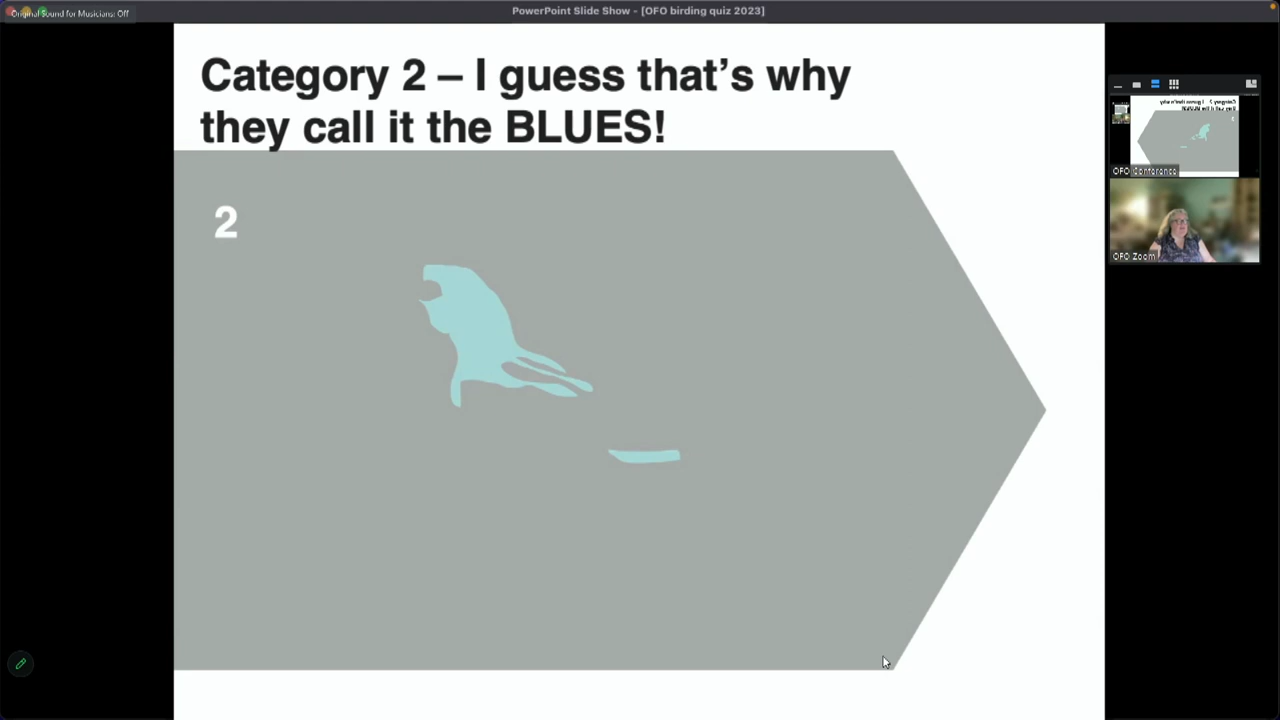 Original Sound for Musicians: Off
PowerPoint Slide Show - [OFO birding quiz 2023]
Category 2 – I guess that’s why
they call it the BLUES!
2
OFO Conference
OFO Zoom